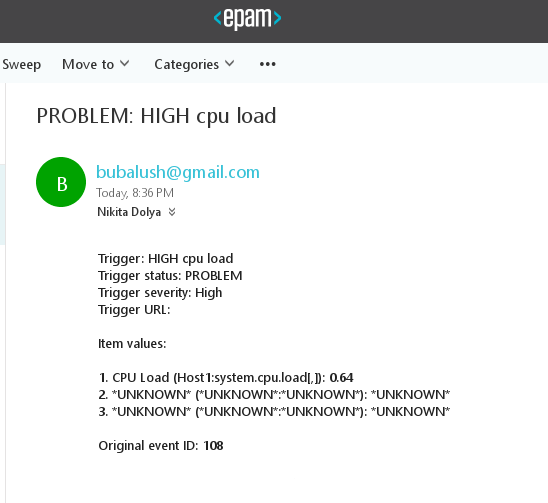 <epam>
Sweep Move to Categories •••
PROBLEM: HIGH cpu load
B
bubalush@gmail.com
Today, 8:36 PM
Nikita Dolya
Trigger: HIGH cpu load
Trigger status: PROBLEM
Trigger severity: High
Trigger URL:
Item values:
1. CPU Load (Host1:system.cpu.load[,]): 0.64
2. *UNKNOWN* (*UNKNOWN*:*UNKNOWN*): *UNKNOWN*
3. *UNKNOWN* (*UNKNOWN*:*UNKNOWN*): *UNKNOWN*
Original event ID: 108